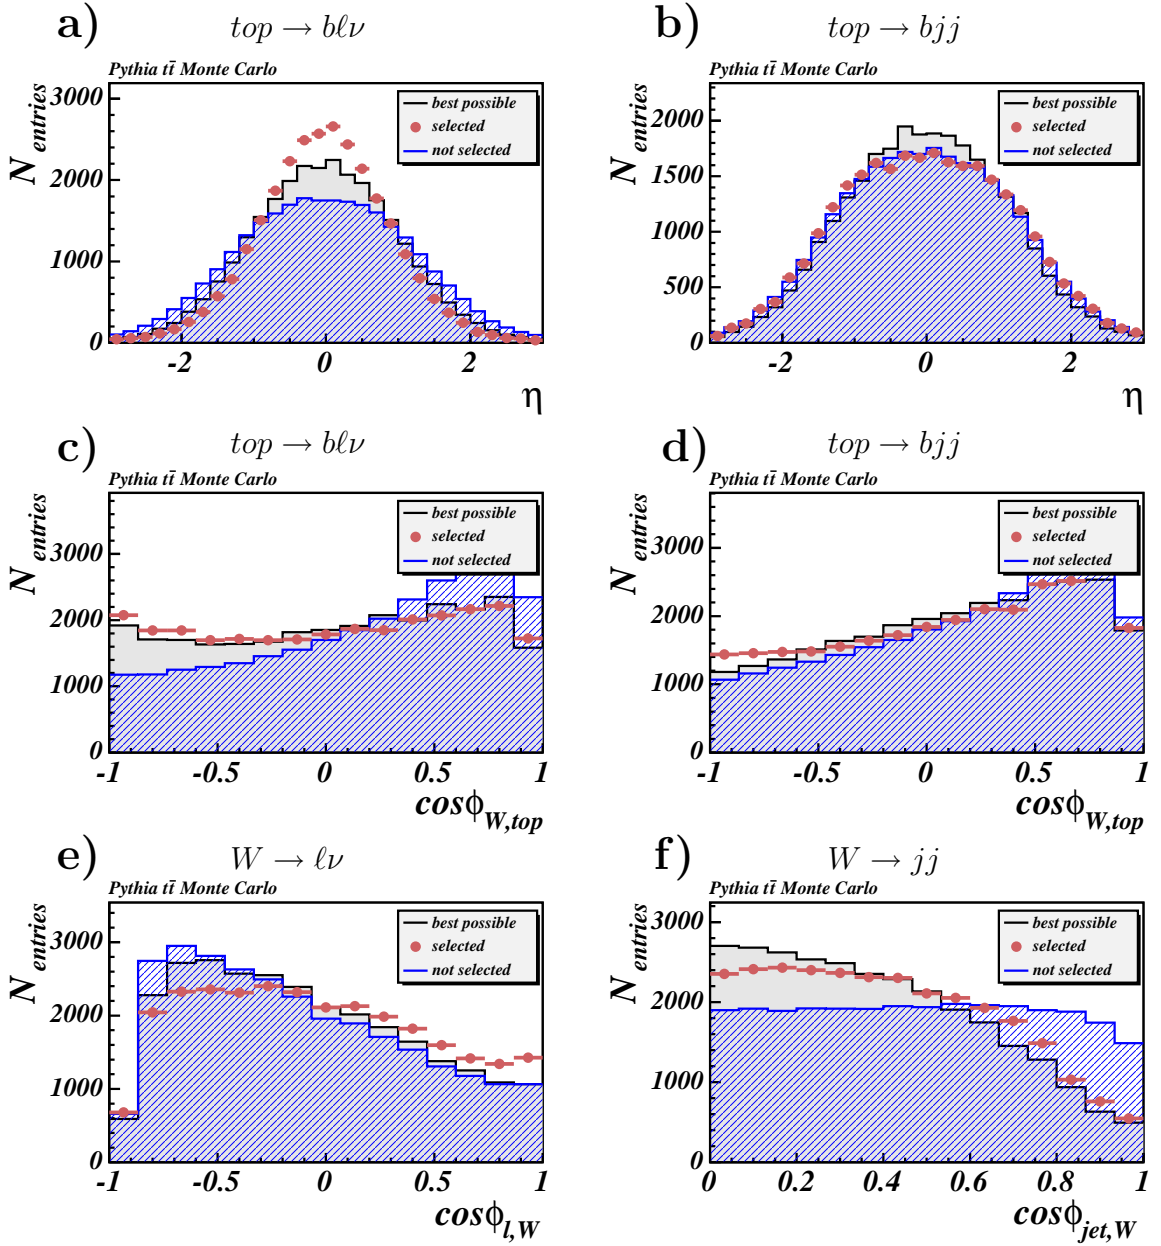 a) top → bℓν
Pythia tt̄ Monte Carlo
N entries
best possible
selected
not selected
3000
2000
1000
0
-2 0 2
η
b) top → bjj
Pythia tt̄ Monte Carlo
N entries
best possible
selected
not selected
2000
1500
1000
500
0
-2 0 2
η
c) top → bℓν
Pythia tt̄ Monte Carlo
N entries
best possible
selected
not selected
3000
2000
1000
0
-1 -0.5 0 0.5 1
cosϕ_W,top
d) top → bjj
Pythia tt̄ Monte Carlo
N entries
best possible
selected
not selected
3000
2000
1000
0
-1 -0.5 0 0.5 1
cosϕ_W,top
e) W → ℓν
Pythia tt̄ Monte Carlo
N entries
best possible
selected
not selected
3000
2000
1000
0
-1 -0.5 0 0.5 1
cosϕ_l,W
f) W → jj
Pythia tt̄ Monte Carlo
N entries
best possible
selected
not selected
3000
2000
1000
0
0 0.2 0.4 0.6 0.8 1
cosϕ_jet,W